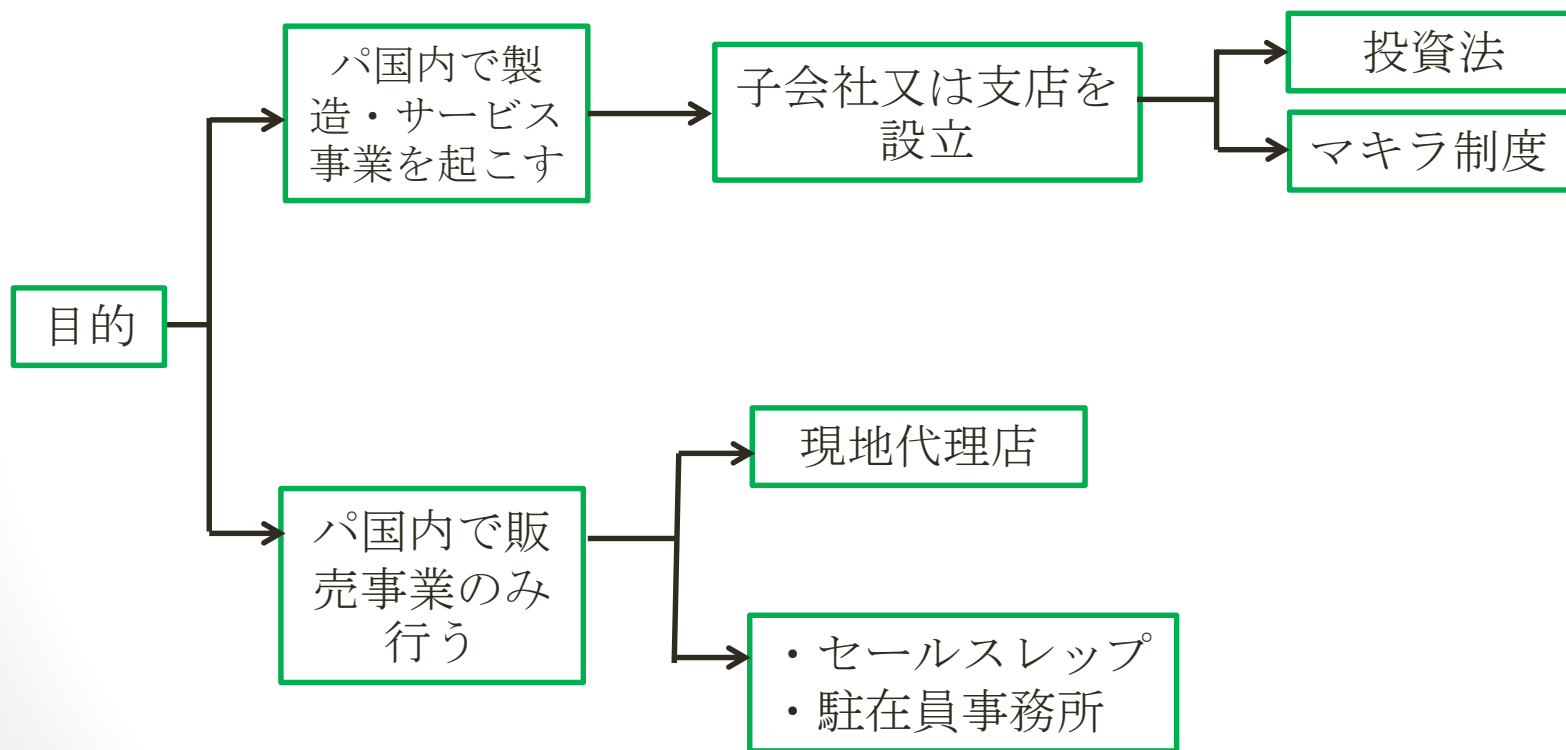 目的
パ国内で製
造・サービス
事業を起こす
子会社又は支店を
設立
投資法
マキラ制度
パ国内で販
売事業のみ
行う
現地代理店
・セールスレップ
・駐在員事務所